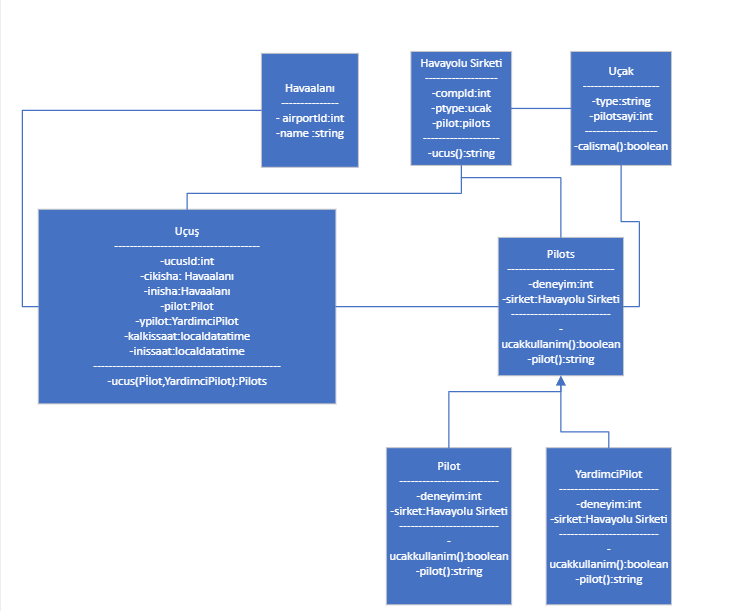 Havaalanı
---------------
- airportId:int
-name :string
Havayolu Sirketi
-------------------
-compId:int
-ptype:ucak
-pilot:pilots
--------------------
-ucus():string
Uçak
--------------------
-type:string
-pilotsayi:int
-------------------
-calisma():boolean
Uçuş
--------------------------------------
-ucusId:int
-cikisha: Havaalanı
-inisha:Havaalanı
-pilot:Pilot
-ypilot:YardimciPilot
-kalkissaat:localdatatime
-inissaat:localdatatime
-------------------------------------------------
-ucus(Pİlot,YardimciPilot):Pilots
Pilots
----------------------------
-deneyim:int
-sirket:Havayolu Sirketi
--------------------------
-
ucakkullanim():boolean
-pilot():string
Pilot
--------------------------
-deneyim:int
-sirket:Havayolu Sirketi
--------------------------
-
ucakkullanim():boolean
-pilot():string
YardimciPilot
--------------------------
-deneyim:int
-sirket:Havayolu Sirketi
--------------------------
-
ucakkullanim():boolean
-pilot():string